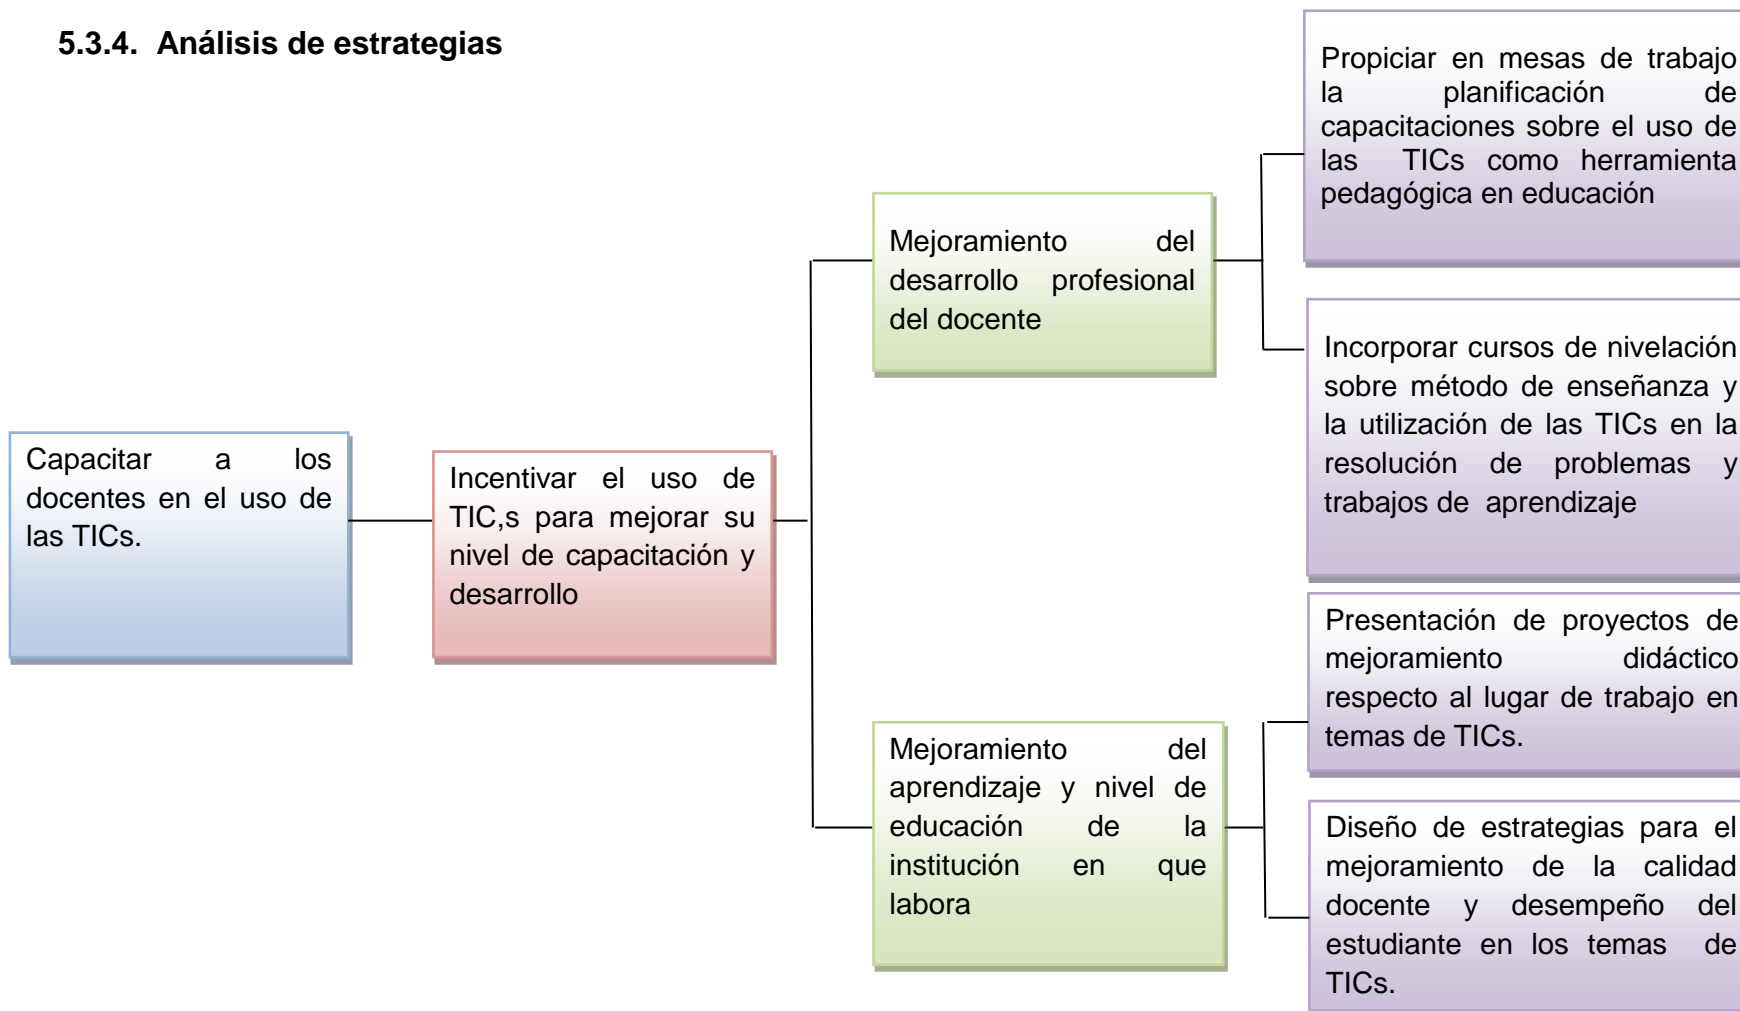 5.3.4. Análisis de estrategias
Capacitar a los
docentes en el uso de
las TICs.
Incentivar el uso de
TIC,s para mejorar su
nivel de capacitación y
desarrollo
Mejoramiento del
desarrollo profesional
del docente
Propiciar en mesas de trabajo
la planificación de
capacitaciones sobre el uso de
las TICs como herramienta
pedagógica en educación
Incorporar cursos de nivelación
sobre método de enseñanza y
la utilización de las TICs en la
resolución de problemas y
trabajos de aprendizaje
Mejoramiento del
aprendizaje y nivel de
educación de la
institución en que
labora
Presentación de proyectos de
mejoramiento didáctico
respecto al lugar de trabajo en
temas de TICs.
Diseño de estrategias para el
mejoramiento de la calidad
docente y desempeño del
estudiante en los temas de
TICs.